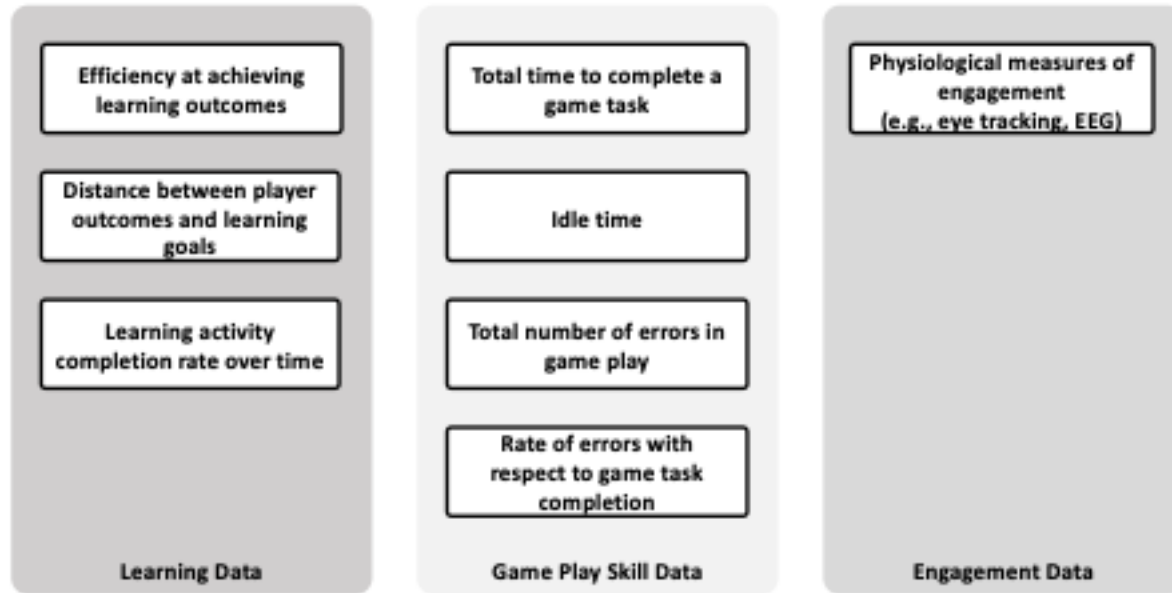 Efficiency at achieving
learning outcomes
Distance between player
outcomes and learning
goals
Learning activity
completion rate over time
Learning Data
Total time to complete a
game task
Idle time
Total number of errors in
game play
Rate of errors with
respect to game task
completion
Game Play Skill Data
Physiological measures of
engagement
(e.g., eye tracking, EEG)
Engagement Data